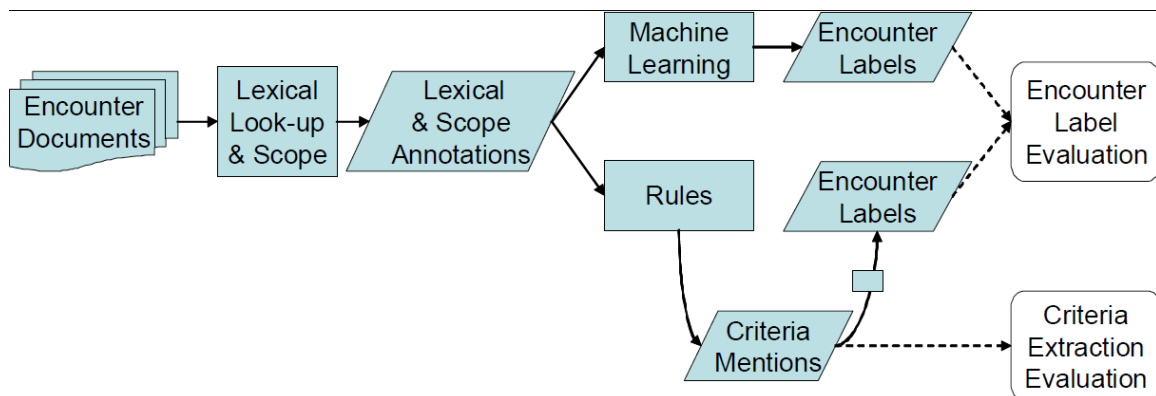 Encounter
Documents
Lexical
Look-up
& Scope
Lexical
& Scope
Annotations
Machine
Learning
Encounter
Labels
Encounter
Label
Evaluation
Rules
Encounter
Labels
Criteria
Mentions
Criteria
Extraction
Evaluation